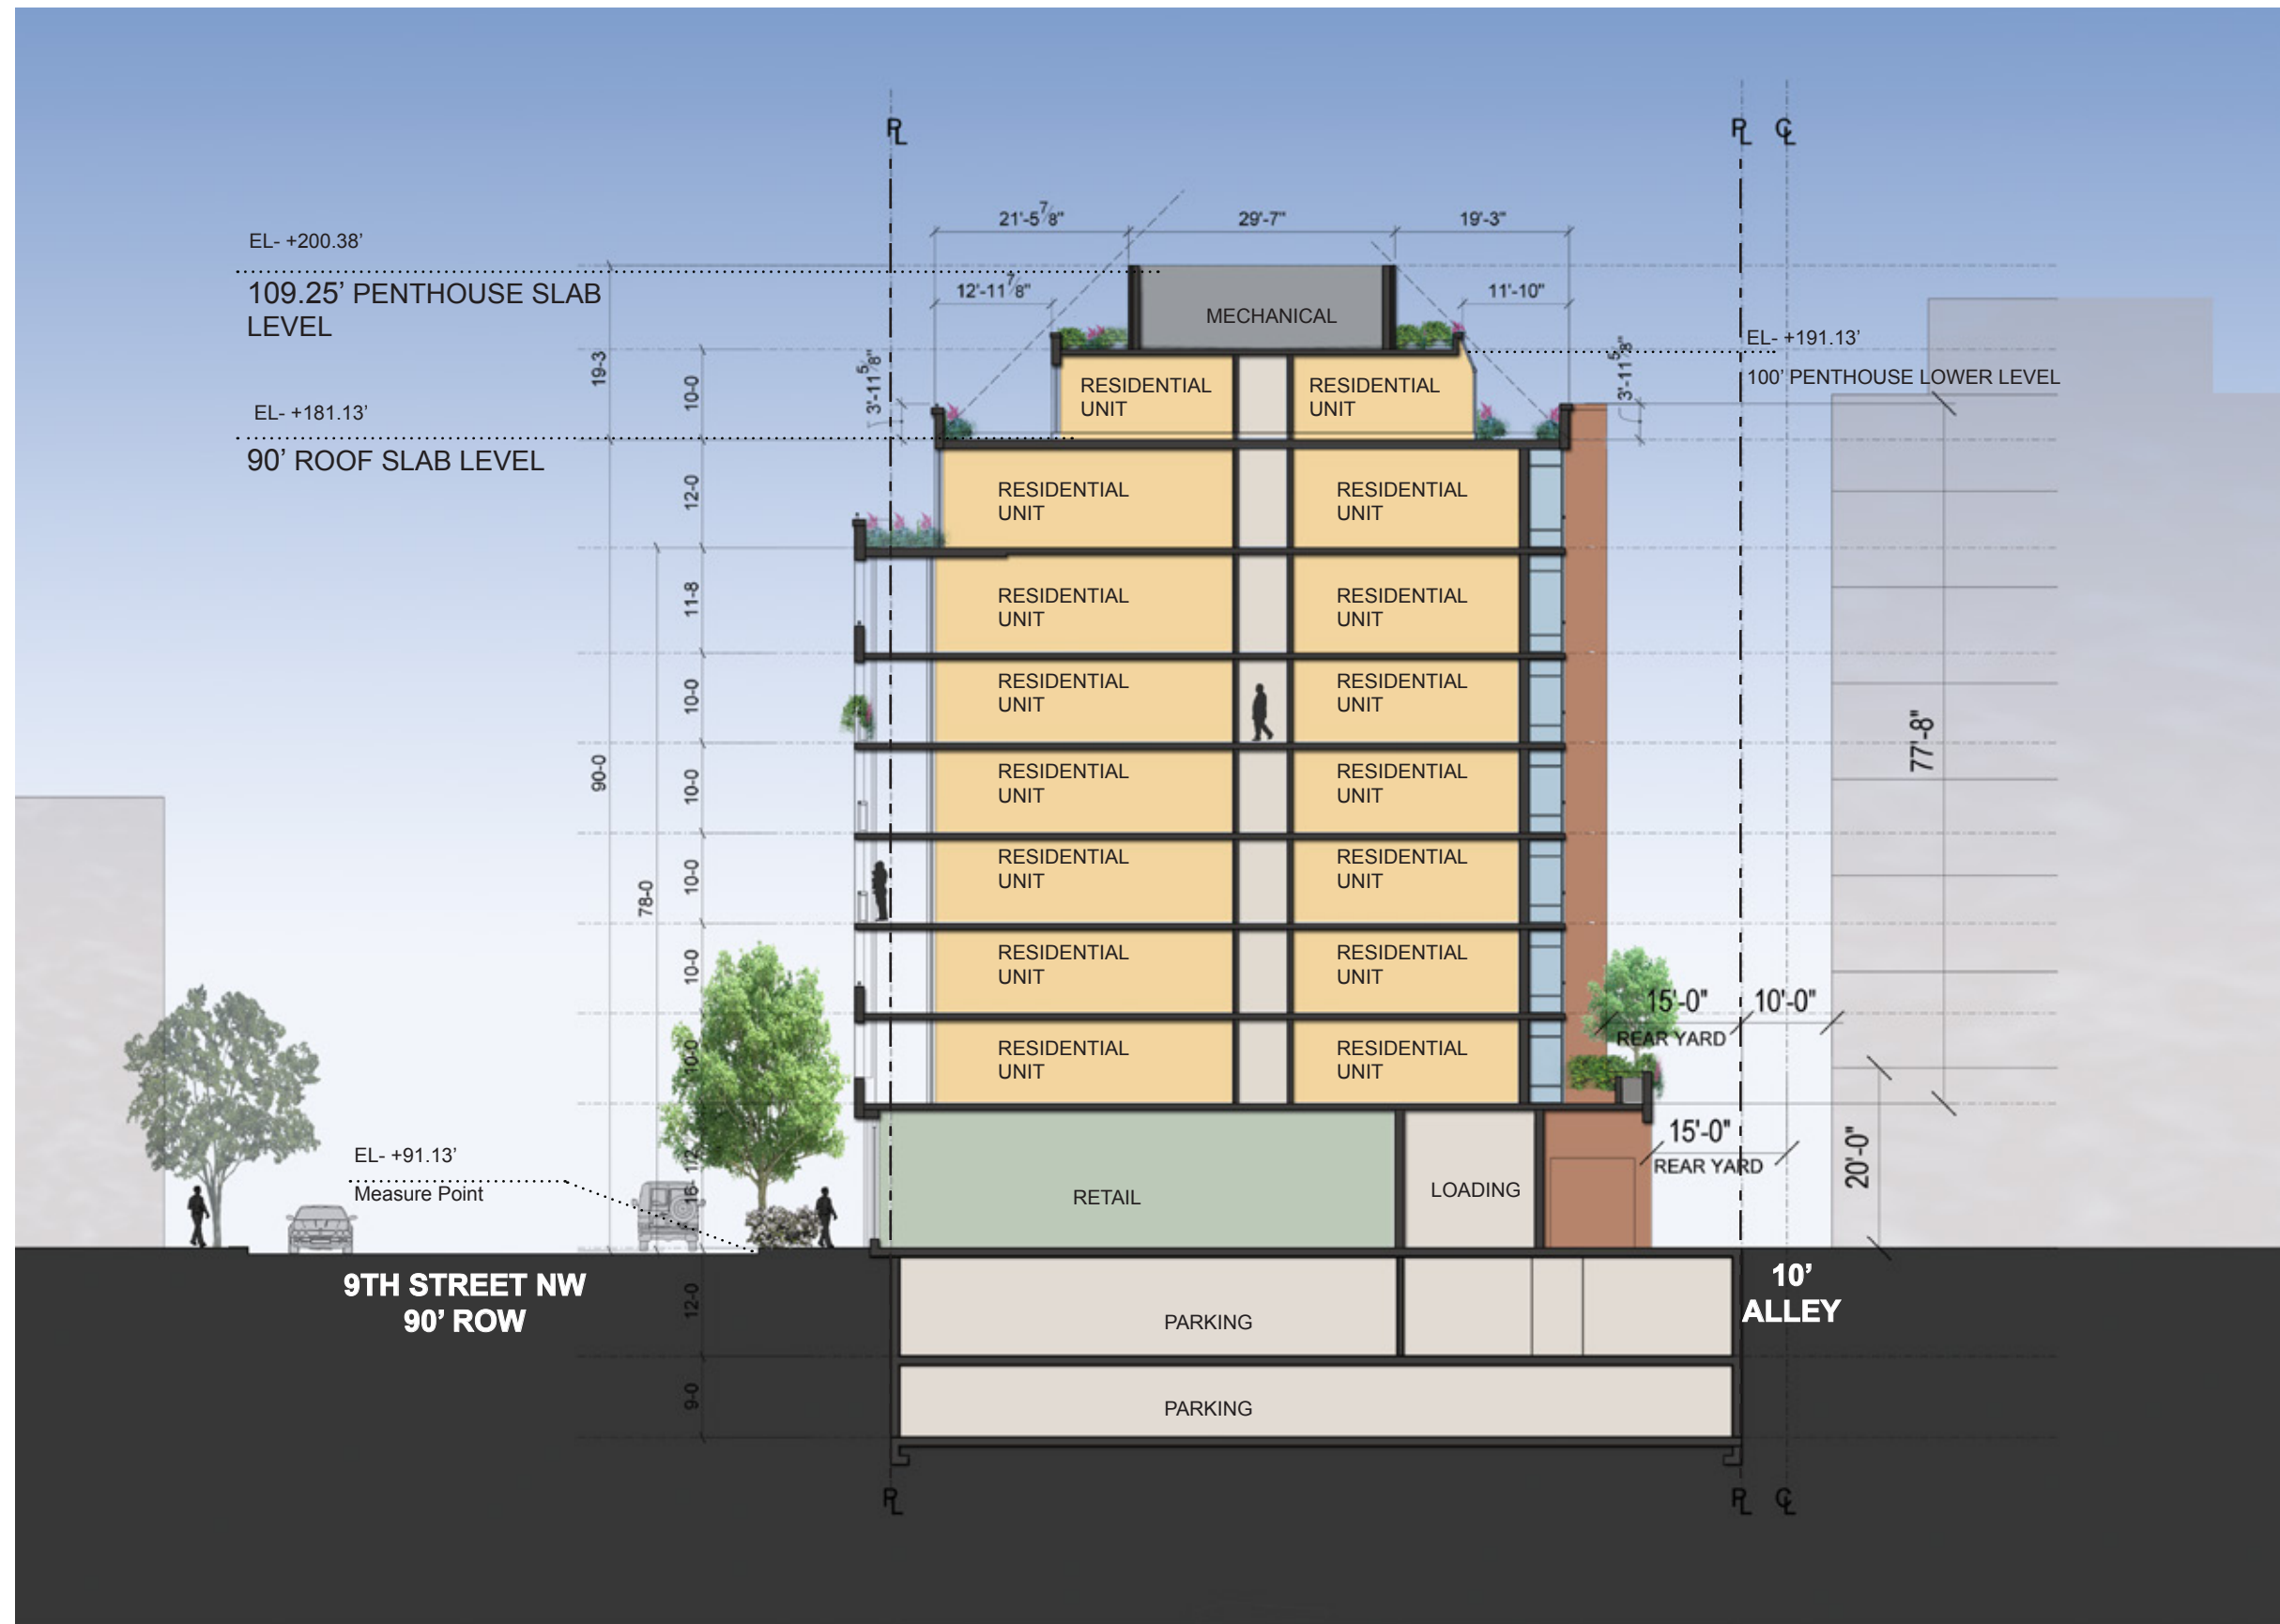 PL
PL CL
21'-5 7/8"
29'-7"
19'-3"
EL- +200.38'
109.25' PENTHOUSE SLAB
LEVEL
12'-11 7/8"
11'-10"
MECHANICAL
EL- +191.13'
100' PENTHOUSE LOWER LEVEL
19-3
10-0
3'-11 5/8"
3'-11 5/8"
RESIDENTIAL
UNIT
RESIDENTIAL
UNIT
EL- +181.13'
90' ROOF SLAB LEVEL
12-0
RESIDENTIAL
UNIT
RESIDENTIAL
UNIT
11-8
RESIDENTIAL
UNIT
RESIDENTIAL
UNIT
10-0
RESIDENTIAL
UNIT
RESIDENTIAL
UNIT
77'-8"
90-0
10-0
RESIDENTIAL
UNIT
RESIDENTIAL
UNIT
78-0
10-0
RESIDENTIAL
UNIT
RESIDENTIAL
UNIT
10-0
RESIDENTIAL
UNIT
RESIDENTIAL
UNIT
15'-0"
REAR YARD
10'-0"
10-0
RESIDENTIAL
UNIT
RESIDENTIAL
UNIT
15'-0"
REAR YARD
20'-0"
EL- +91.13'
Measure Point
RETAIL
LOADING
9TH STREET NW
90' ROW
10'
ALLEY
12-0
PARKING
9-0
PARKING
PL
PL CL